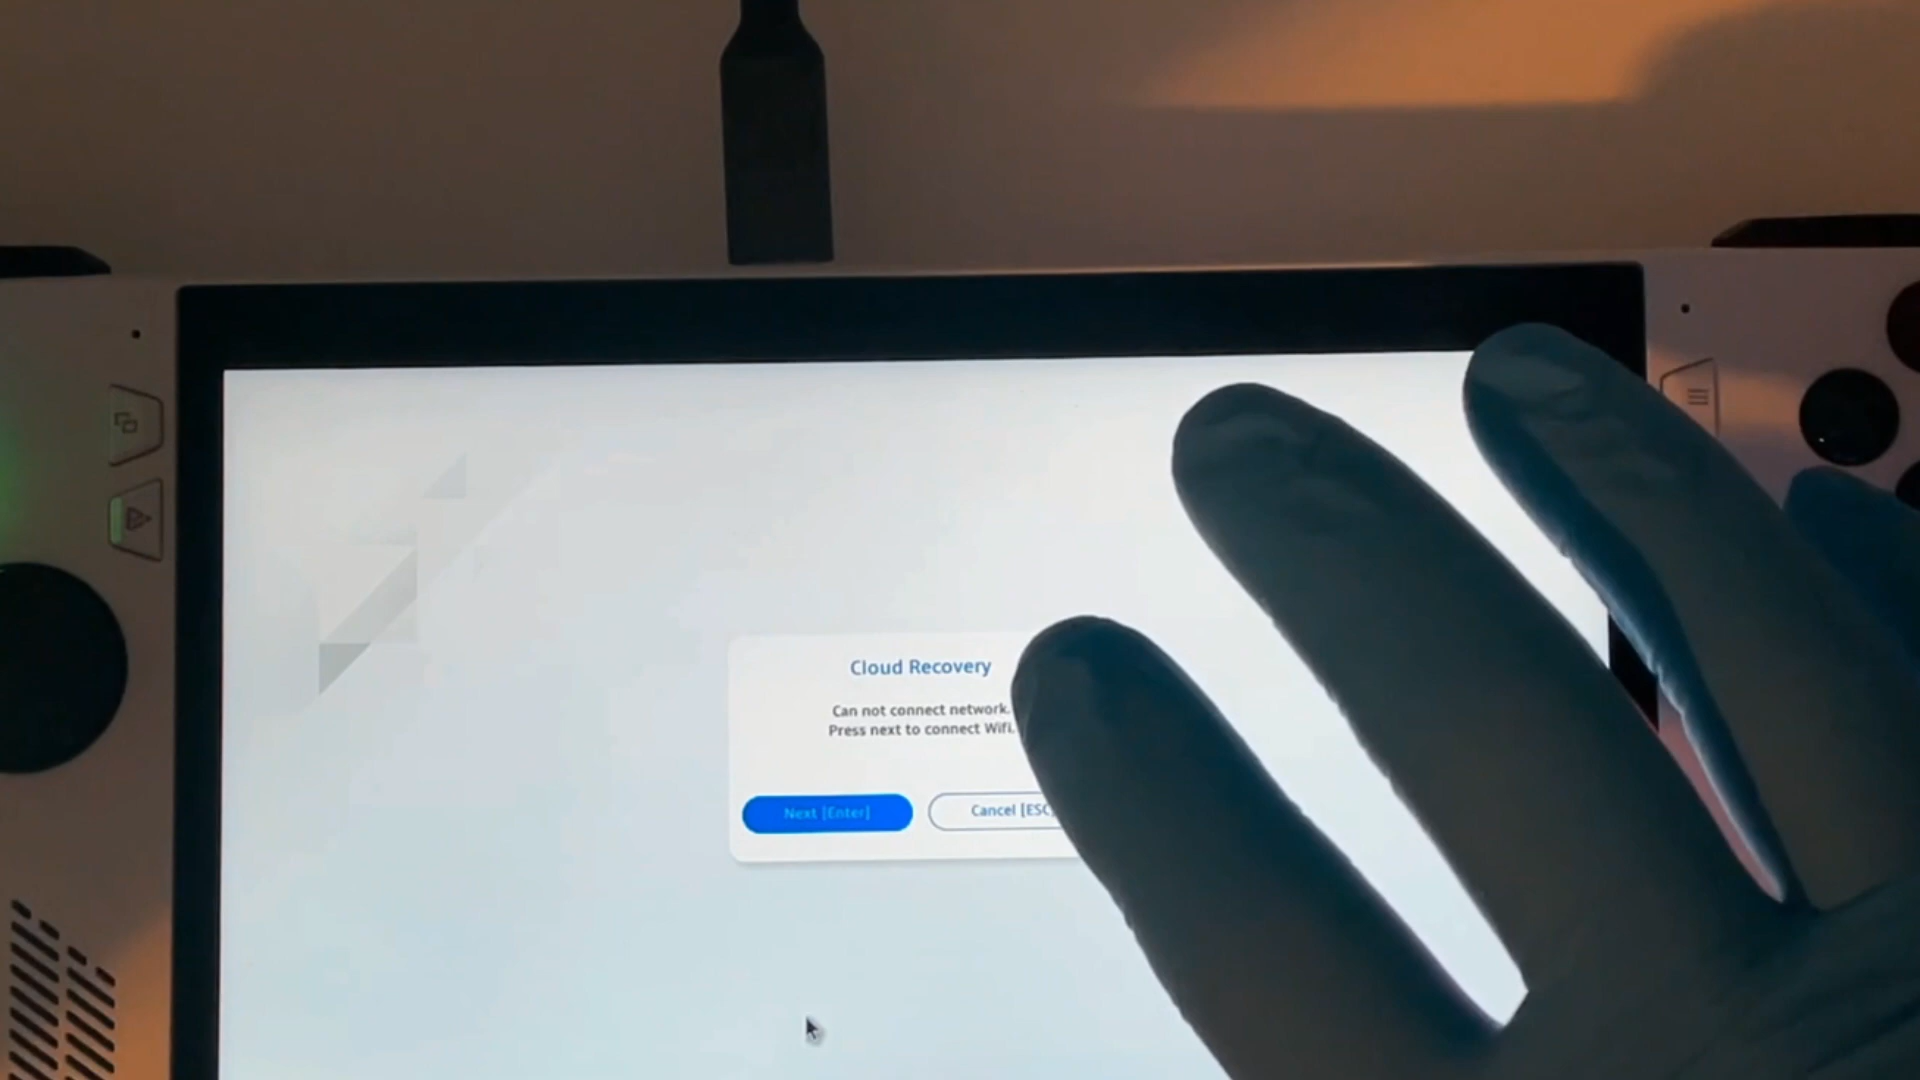 Cloud Recovery
Can not connect network.
Press next to connect Wifi.
Next [Enter]
Cancel [ESC]